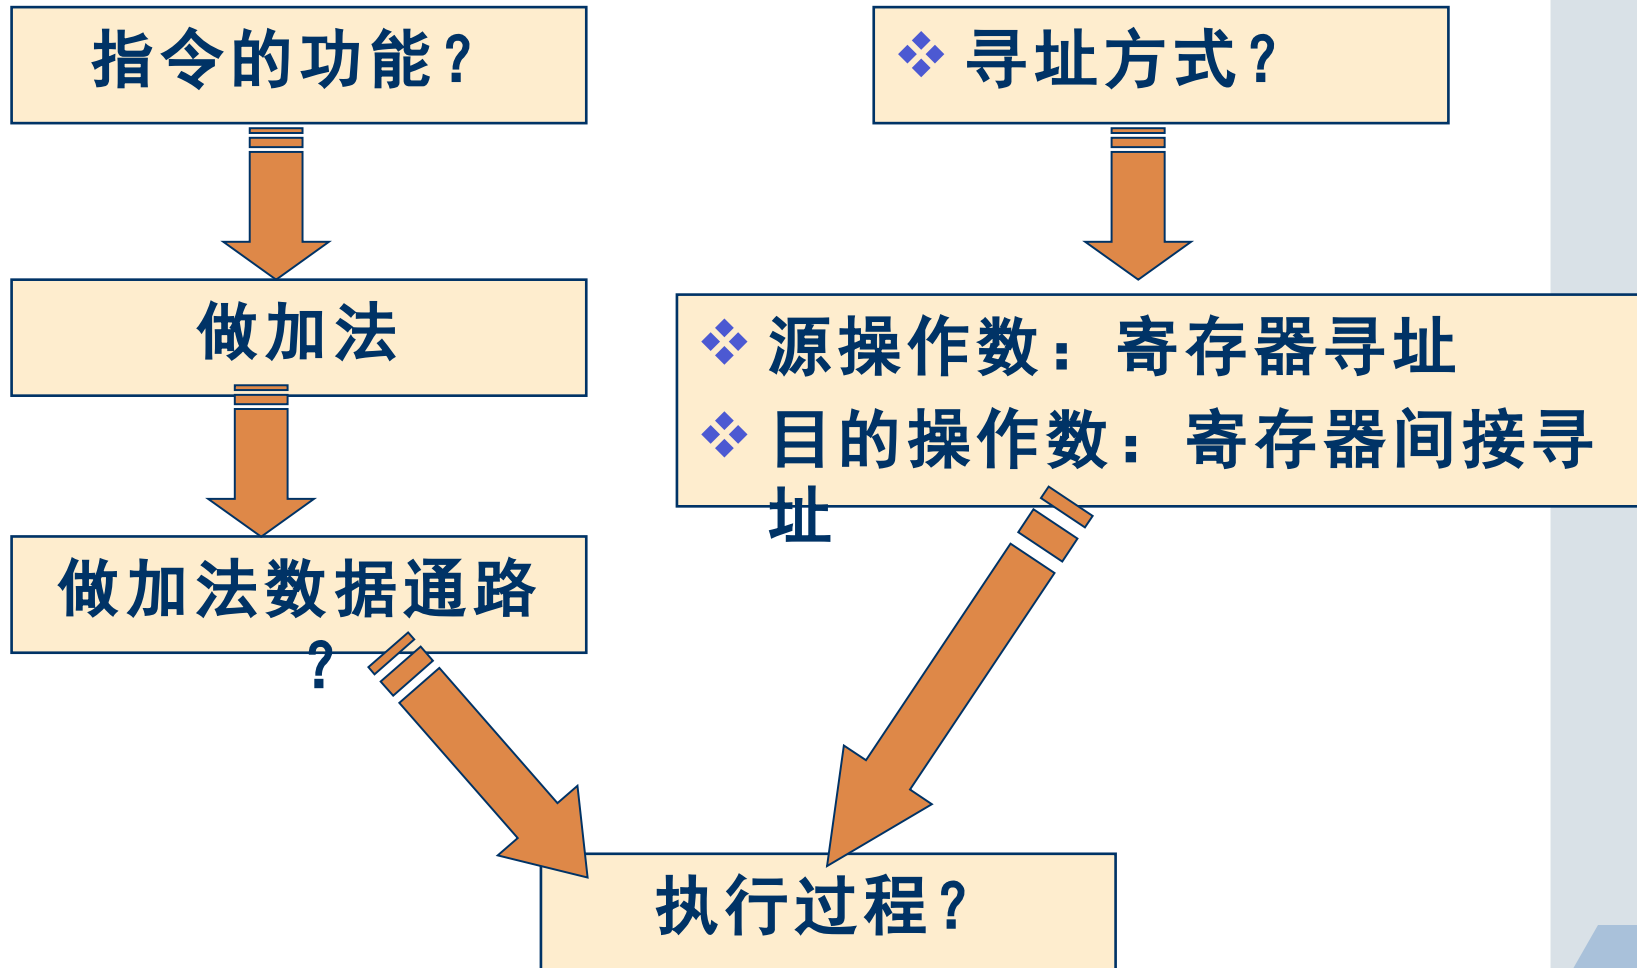 指令的功能？
寻址方式？
做加法
源操作数：寄存器寻址
目的操作数：寄存器间接寻
址
做加法数据通路
？
执行过程？